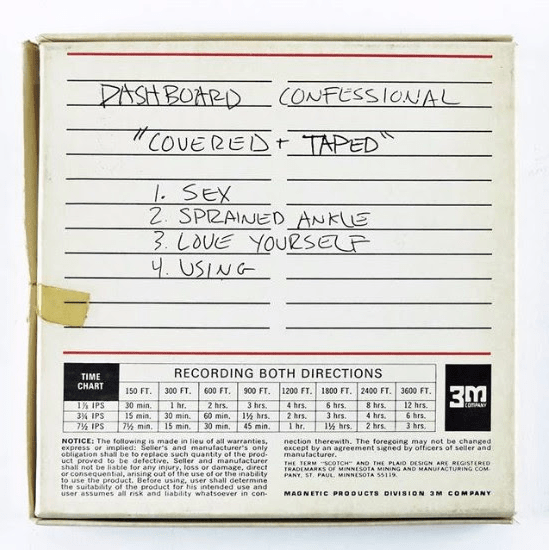 DASHBOARD CONFESSIONAL
"COVERED + TAPED"
1. SEX
2. SPRAINED ANKLE
3. LOVE YOURSELF
4. USING
TIME CHART RECORDING BOTH DIRECTIONS
150 FT. 300 FT. 600 FT. 900 FT. 1200 FT. 1800 FT. 2400 FT. 3600 FT.
1⅞ IPS 30 min. 1 hr. 2 hrs. 3 hrs. 4 hrs. 6 hrs. 8 hrs. 12 hrs.
3¾ IPS 15 min. 30 min. 60 min. 1½ hrs. 2 hrs. 3 hrs. 4 hrs. 6 hrs.
7½ IPS 7½ min. 15 min. 30 min. 45 min. 1 hr. 1½ hrs. 2 hrs. 3 hrs.
3M
COMPANY
NOTICE: The following is made in lieu of all warranties,
express or implied: Seller's and manufacturer's only
obligation shall be to replace such quantity of the prod-
uct proved to be defective. Seller and manufacturer
shall not be liable for any injury, loss or damage, direct
or consequential, arising out of the use of or the inability
to use the product. Before using, user shall determine
the suitability of the product for his intended use and
user assumes all risk and liability whatsoever in con-
nection therewith. The foregoing may not be changed
except by an agreement signed by officers of seller and
manufacturer.
THE TERM "SCOTCH" AND THE PLAID DESIGN ARE REGISTERED
TRADEMARKS OF MINNESOTA MINING AND MANUFACTURING COM-
PANY, ST. PAUL, MINNESOTA 55119.
MAGNETIC PRODUCTS DIVISION 3M COMPANY